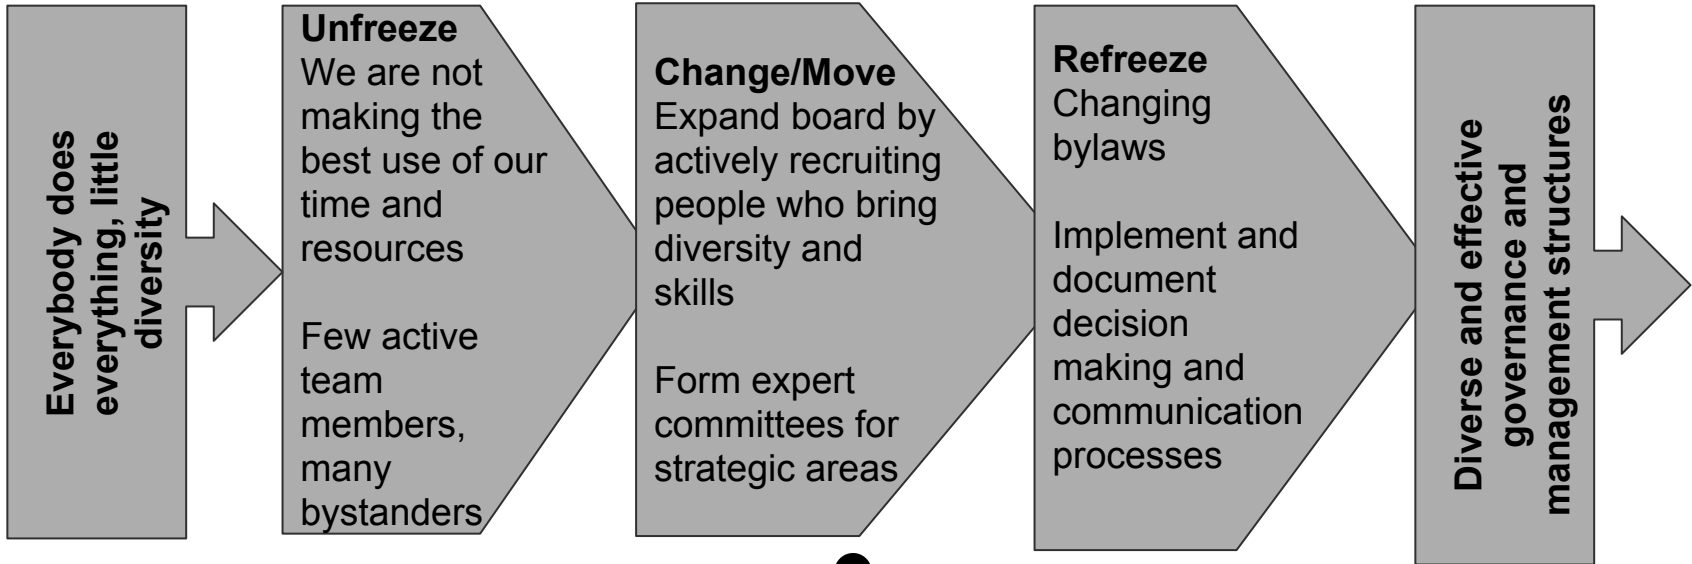 Everybody does
everything, little
diversity
Unfreeze
We are not
making the
best use of our
time and
resources
Few active
team
members,
many
bystanders
Change/Move
Expand board by
actively recruiting
people who bring
diversity and
skills
Form expert
committees for
strategic areas
Refreeze
Changing
bylaws
Implement and
document
decision
making and
communication
processes
Diverse and effective
governance and
management structures